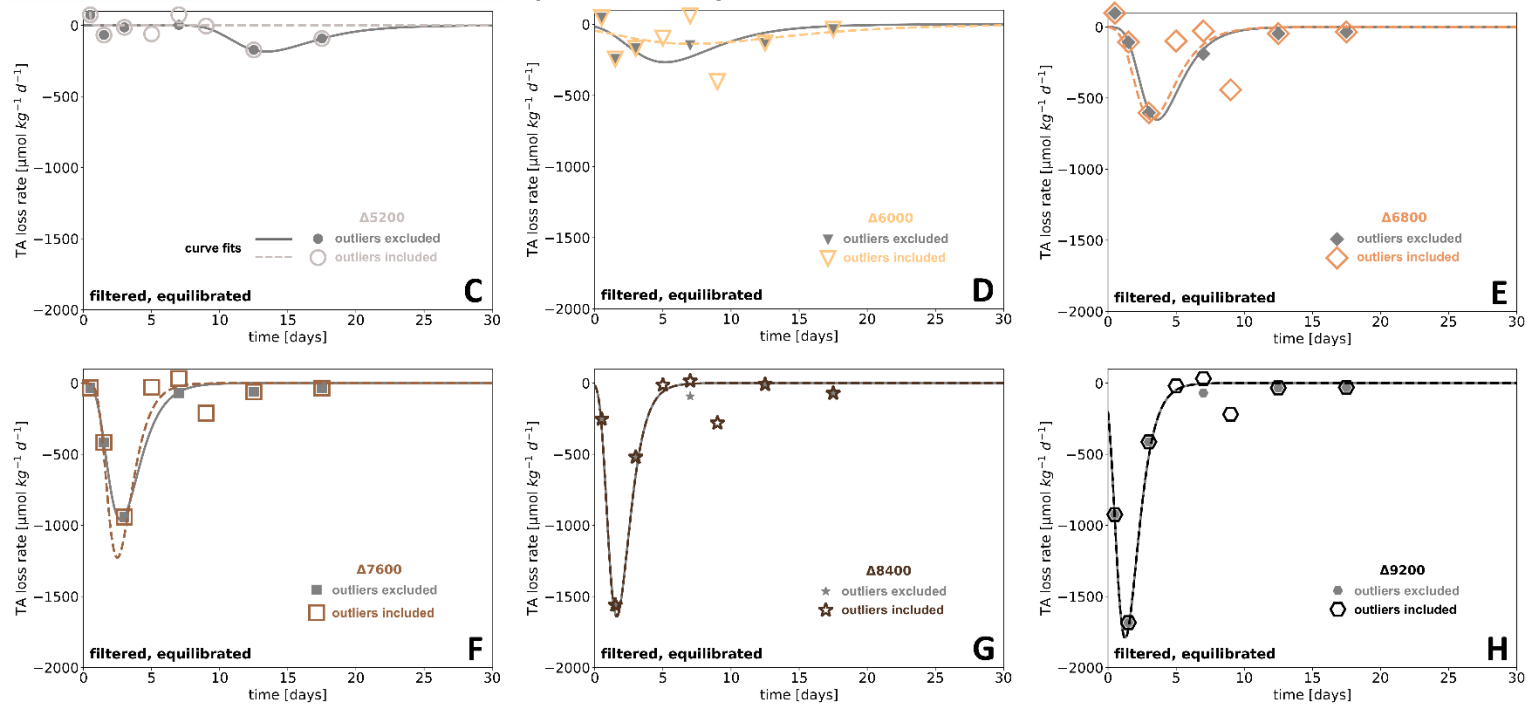 0
−500
−1000
−1500
−2000
TA loss rate [µmol kg⁻¹ d⁻¹]
Δ5200
curve fits
outliers excluded
outliers included
filtered, equilibrated
C
0 5 10 15 20 25 30
time [days]
0
−500
−1000
−1500
−2000
TA loss rate [µmol kg⁻¹ d⁻¹]
Δ6000
outliers excluded
outliers included
filtered, equilibrated
D
0 5 10 15 20 25 30
time [days]
0
−500
−1000
−1500
−2000
TA loss rate [µmol kg⁻¹ d⁻¹]
Δ6800
outliers excluded
outliers included
filtered, equilibrated
E
0 5 10 15 20 25 30
time [days]
0
−500
−1000
−1500
−2000
TA loss rate [µmol kg⁻¹ d⁻¹]
Δ7600
outliers excluded
outliers included
filtered, equilibrated
F
0 5 10 15 20 25 30
time [days]
0
−500
−1000
−1500
−2000
TA loss rate [µmol kg⁻¹ d⁻¹]
Δ8400
outliers excluded
outliers included
filtered, equilibrated
G
0 5 10 15 20 25 30
time [days]
0
−500
−1000
−1500
−2000
TA loss rate [µmol kg⁻¹ d⁻¹]
Δ9200
outliers excluded
outliers included
filtered, equilibrated
H
0 5 10 15 20 25 30
time [days]